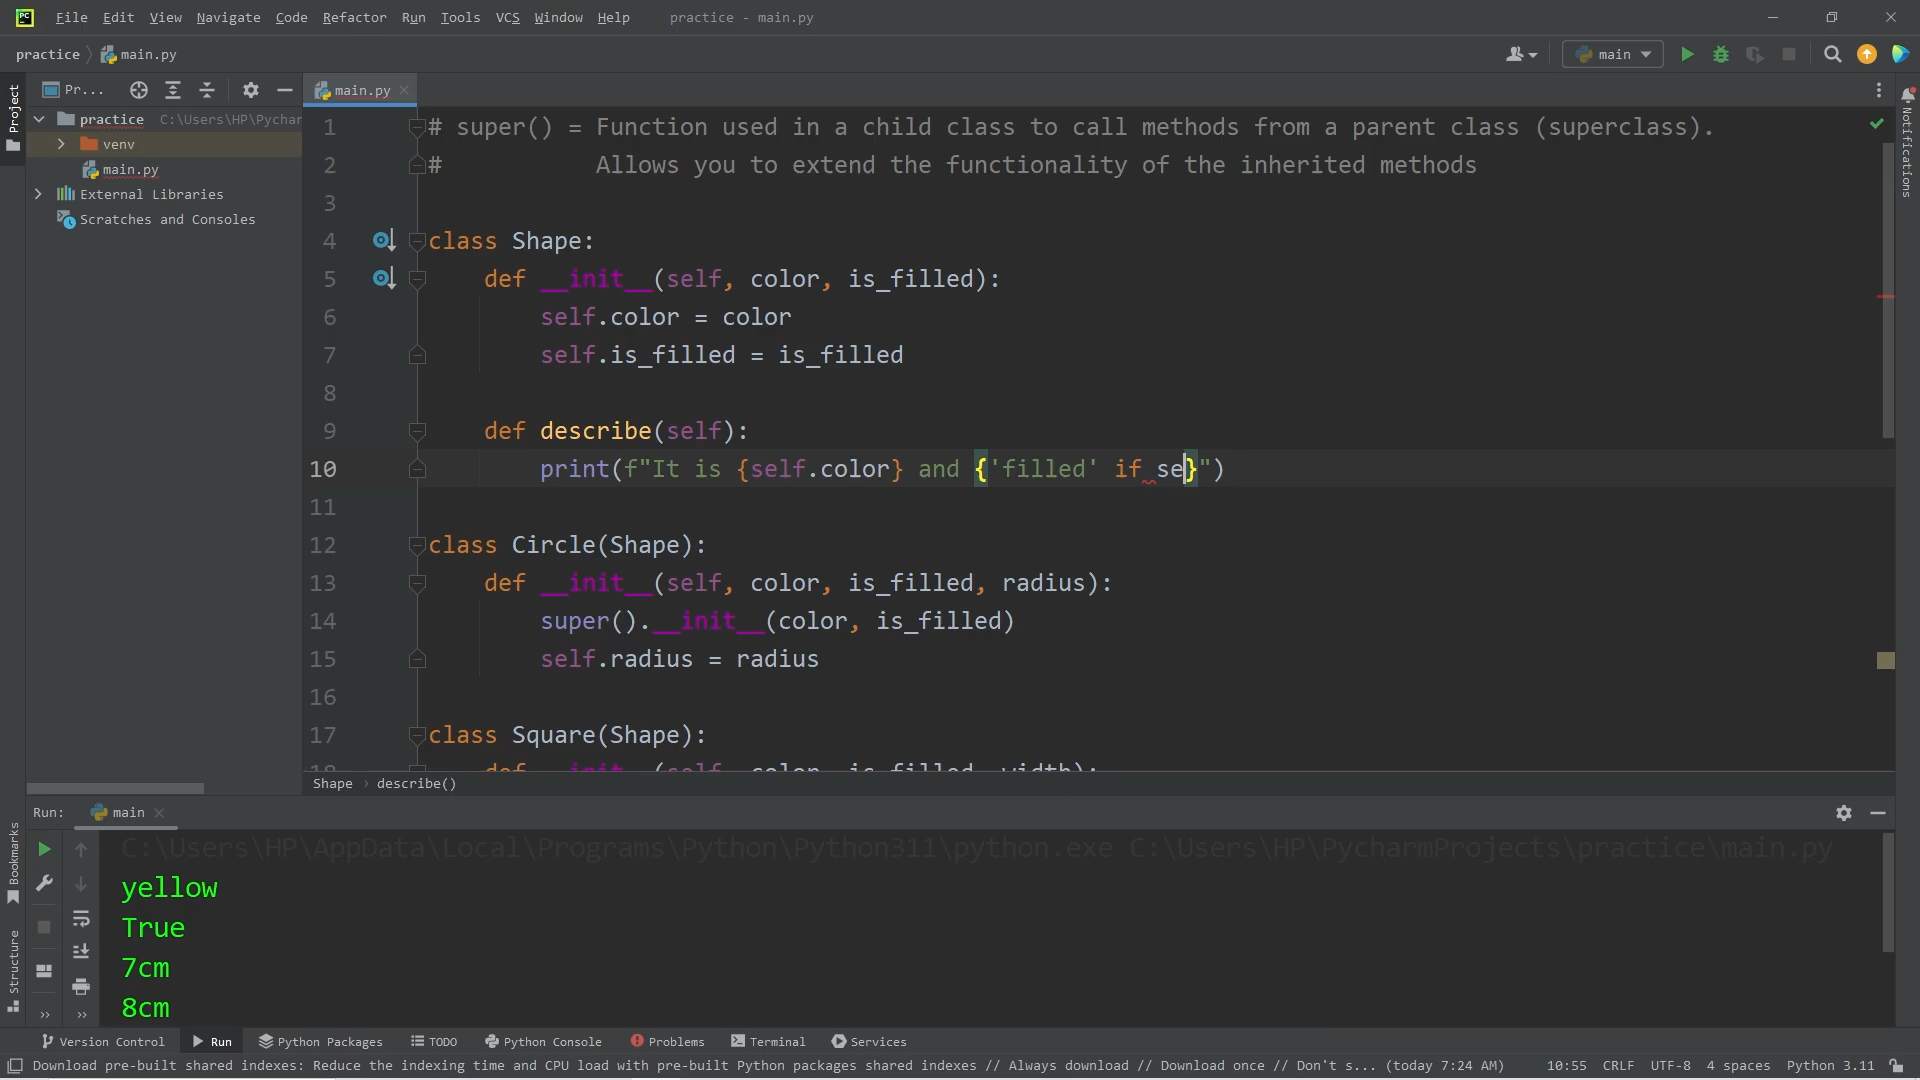 File Edit View Navigate Code Refactor Run Tools VCS Window Help practice - main.py
practice main.py main
Project
Pr...
main.py
practice C:\Users\HP\Pychar
venv
main.py
External Libraries
Scratches and Consoles
1 # super() = Function used in a child class to call methods from a parent class (superclass).
2 # Allows you to extend the functionality of the inherited methods
3
4 class Shape:
5 def __init__(self, color, is_filled):
6 self.color = color
7 self.is_filled = is_filled
8
9 def describe(self):
10 print(f"It is {self.color} and {'filled' if se}")
11
12 class Circle(Shape):
13 def __init__(self, color, is_filled, radius):
14 super().__init__(color, is_filled)
15 self.radius = radius
16
17 class Square(Shape):
18 def __init__(self, color, is_filled, width):
Notifications
Shape › describe()
Run: main
Bookmarks
Structure
C:\Users\HP\AppData\Local\Programs\Python\Python311\python.exe C:\Users\HP\PycharmProjects\practice\main.py
yellow
True
7cm
8cm
Version Control Run Python Packages TODO Python Console Problems Terminal Services
Download pre-built shared indexes: Reduce the indexing time and CPU load with pre-built Python packages shared indexes // Always download // Download once // Don't s... (today 7:24 AM) 10:55 CRLF UTF-8 4 spaces Python 3.11